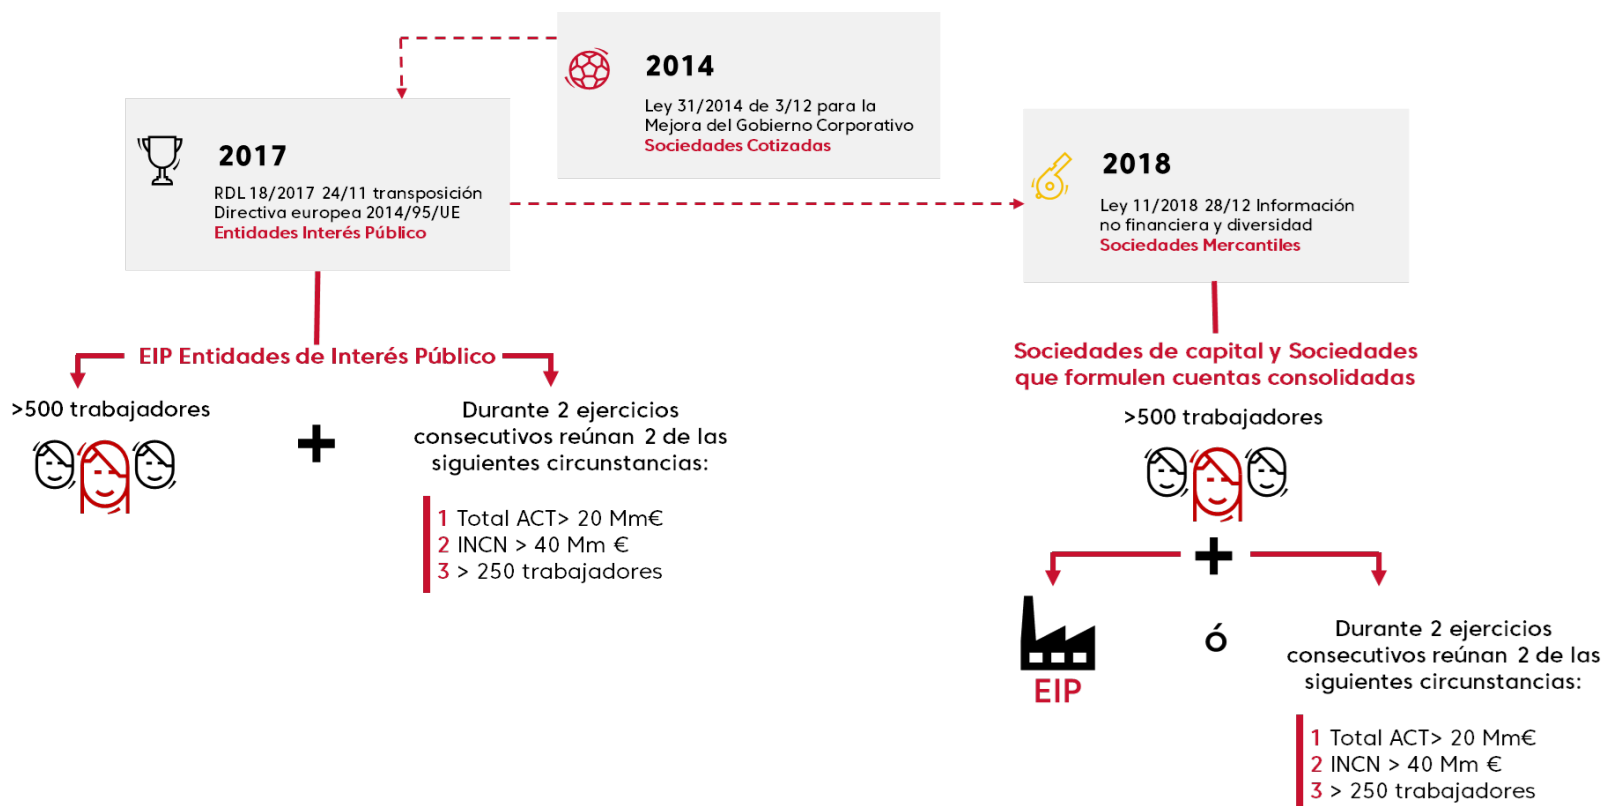 2014
Ley 31/2014 de 3/12 para la
Mejora del Gobierno Corporativo
Sociedades Cotizadas
2017
RDL 18/2017 24/11 transposición
Directiva europea 2014/95/UE
Entidades Interés Público
2018
Ley 11/2018 28/12 Información
no financiera y diversidad
Sociedades Mercantiles
EIP Entidades de Interés Público
>500 trabajadores
+
Durante 2 ejercicios
consecutivos reúnan 2 de las
siguientes circunstancias:
1 Total ACT> 20 Mm€
2 INCN > 40 Mm €
3 > 250 trabajadores
Sociedades de capital y Sociedades
que formulen cuentas consolidadas
>500 trabajadores
+
EIP
ó
Durante 2 ejercicios
consecutivos reúnan 2 de las
siguientes circunstancias:
1 Total ACT> 20 Mm€
2 INCN > 40 Mm €
3 > 250 trabajadores